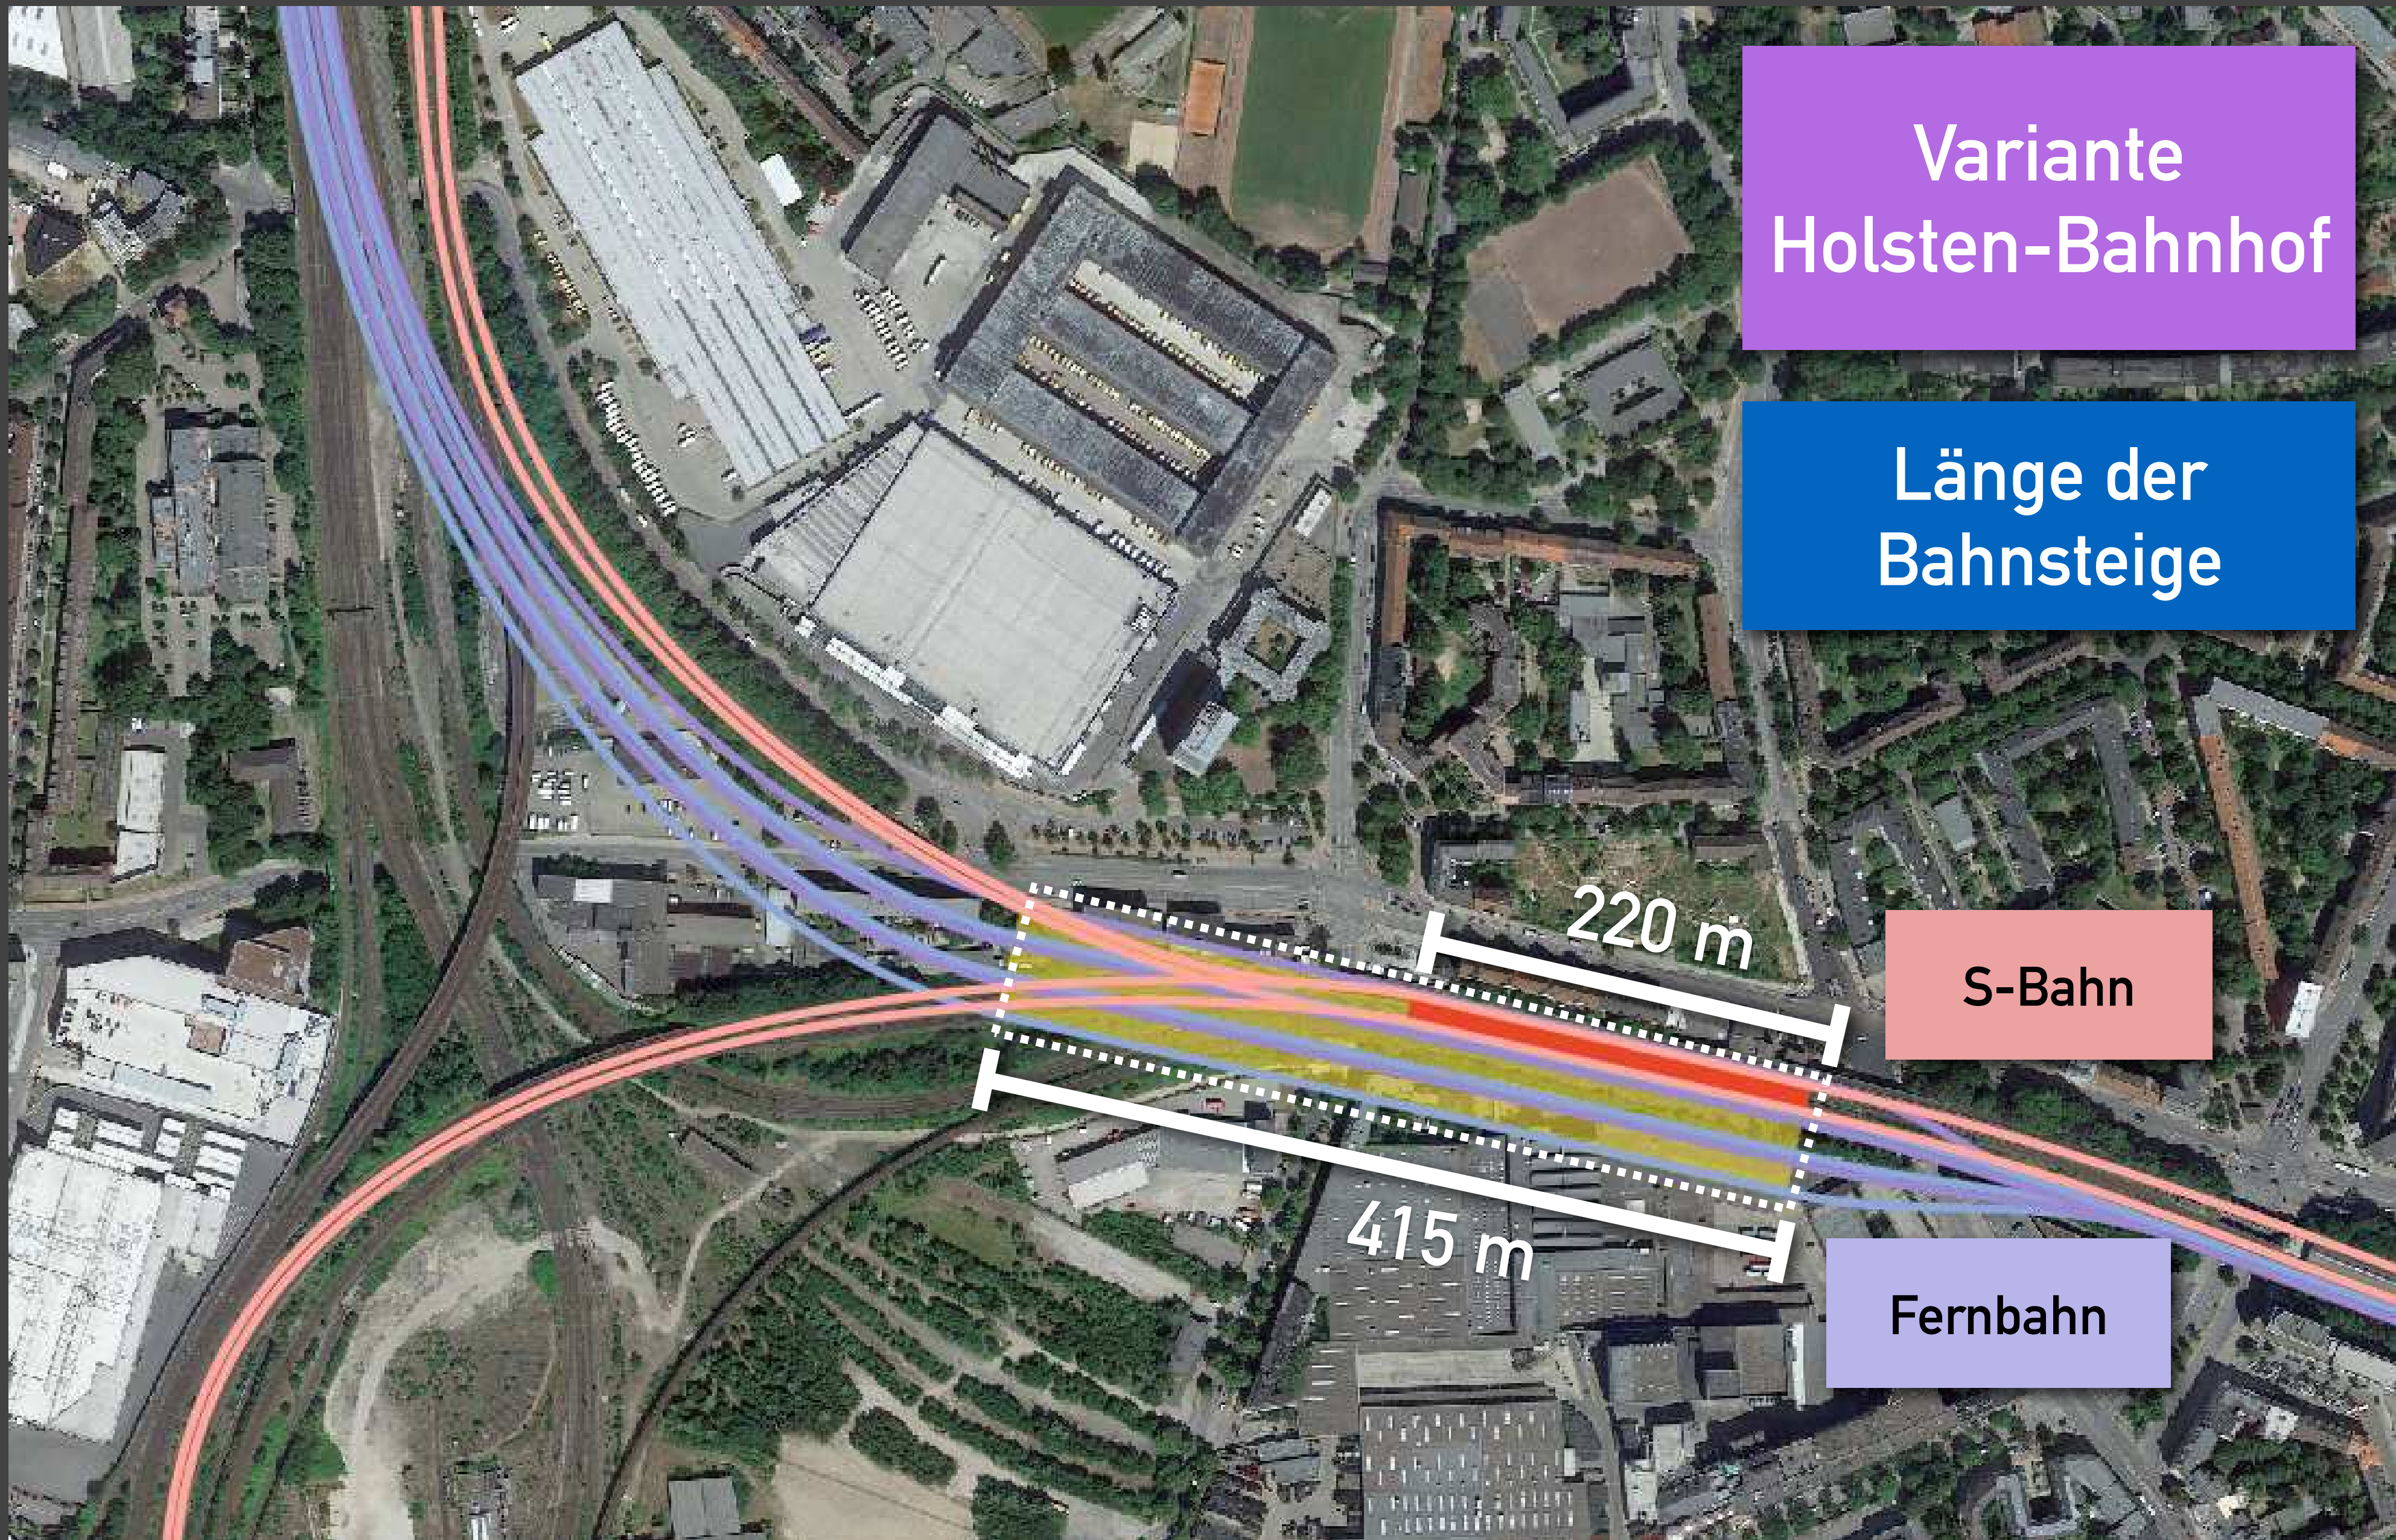 Variante
Holsten-Bahnhof
Länge der
Bahnsteige
220 m
S-Bahn
415 m
Fernbahn